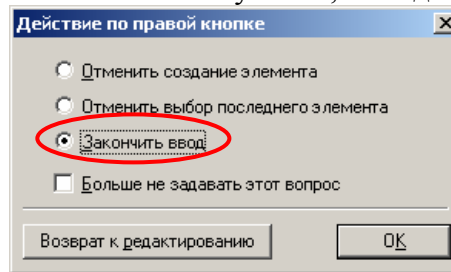 Действие по правой кнопке
Отменить создание элемента
Отменить выбор последнего элемента
Закончить ввод
Больше не задавать этот вопрос
Возврат к редактированию OK